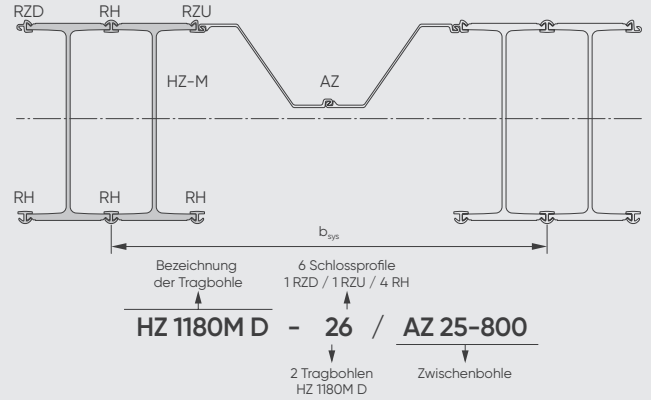 RZD RH RZU
HZ-M
AZ
RH RH RH
b sys
Bezeichnung
der Tragbohle
6 Schlossprofile
1 RZD / 1 RZU / 4 RH
HZ 1180M D - 26 / AZ 25-800
2 Tragbohlen
HZ 1180M D
Zwischenbohle